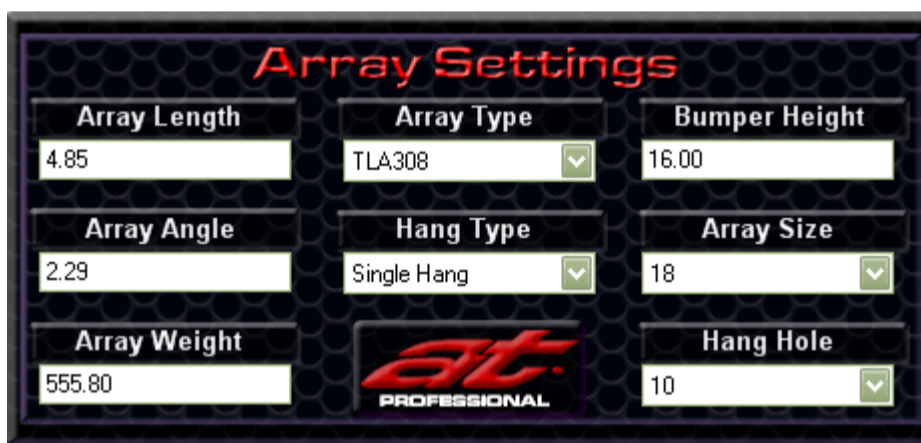 Array Settings
Array Length Array Type Bumper Height
4.85 TLA308 16.00
Array Angle Hang Type Array Size
2.29 Single Hang 18
Array Weight Hang Hole
555.80 at. 10
PROFESSIONAL